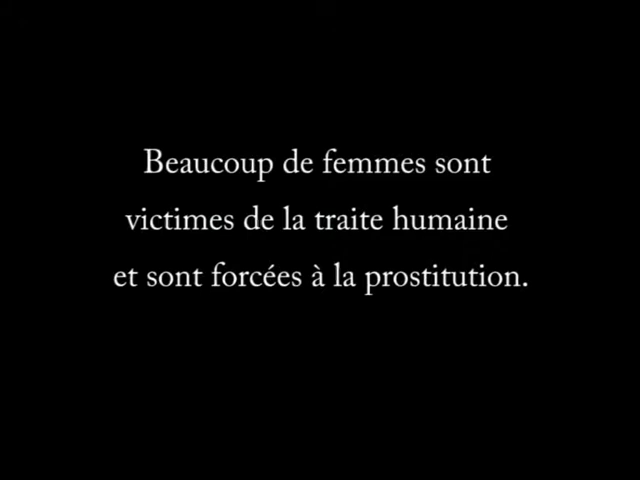 Beaucoup de femmes sont
victimes de la traite humaine
et sont forcées à la prostitution.